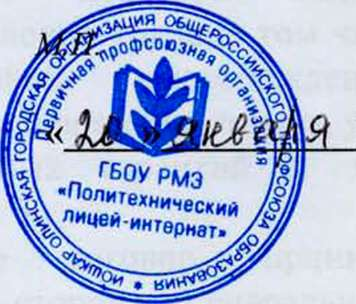 М.П.
ЙОШКАР-ОЛИНСКАЯ ГОРОДСКАЯ ОРГАНИЗАЦИЯ ОБЩЕРОССИЙСКОГО ПРОФСОЮЗА ОБРАЗОВАНИЯ *
Первичная профсоюзная организация
« 20 » января
ГБОУ РМЭ
«Политехнический
лицей-интернат»